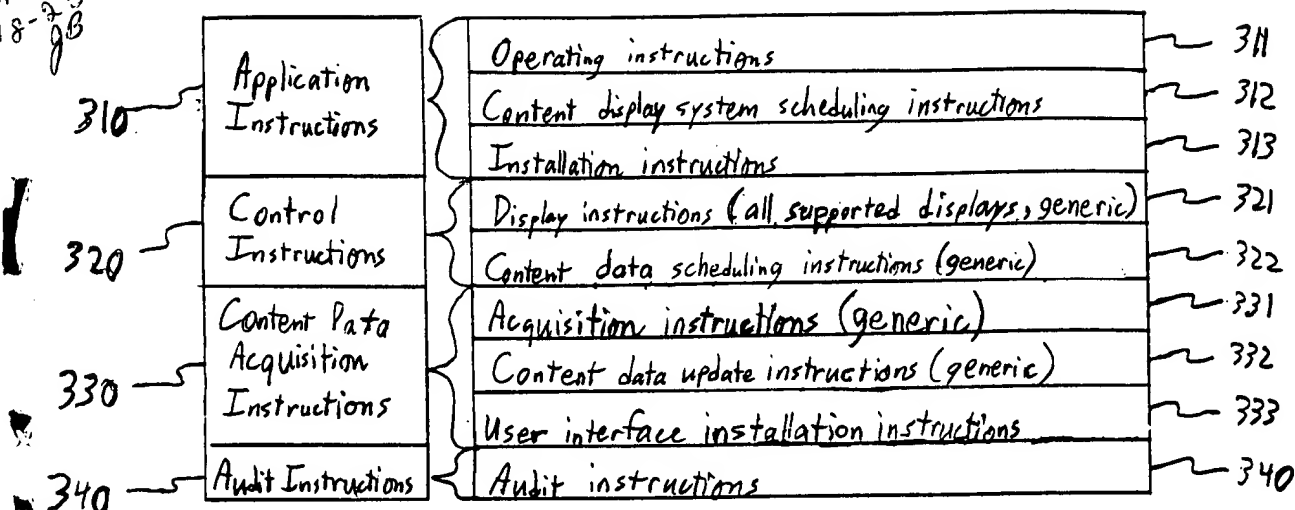 310
Application
Instructions
Operating instructions 311
Content display system scheduling instructions 312
Installation instructions 313
320
Control
Instructions
Display instructions (all supported displays, generic) 321
Content data scheduling instructions (generic) 322
330
Content Data
Acquisition
Instructions
Acquisition instructions (generic) 331
Content data update instructions (generic) 332
User interface installation instructions 333
340
Audit Instructions
Audit instructions 340